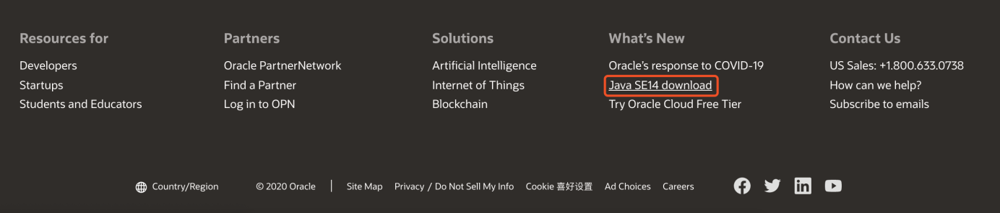 Resources for
Developers
Startups
Students and Educators
Partners
Oracle PartnerNetwork
Find a Partner
Log in to OPN
Solutions
Artificial Intelligence
Internet of Things
Blockchain
What's New
Oracle's response to COVID-19
Java SE14 download
Try Oracle Cloud Free Tier
Contact Us
US Sales: +1.800.633.0738
How can we help?
Subscribe to emails
Country/Region
© 2020 Oracle
Site Map
Privacy / Do Not Sell My Info
Cookie 喜好设置
Ad Choices
Careers